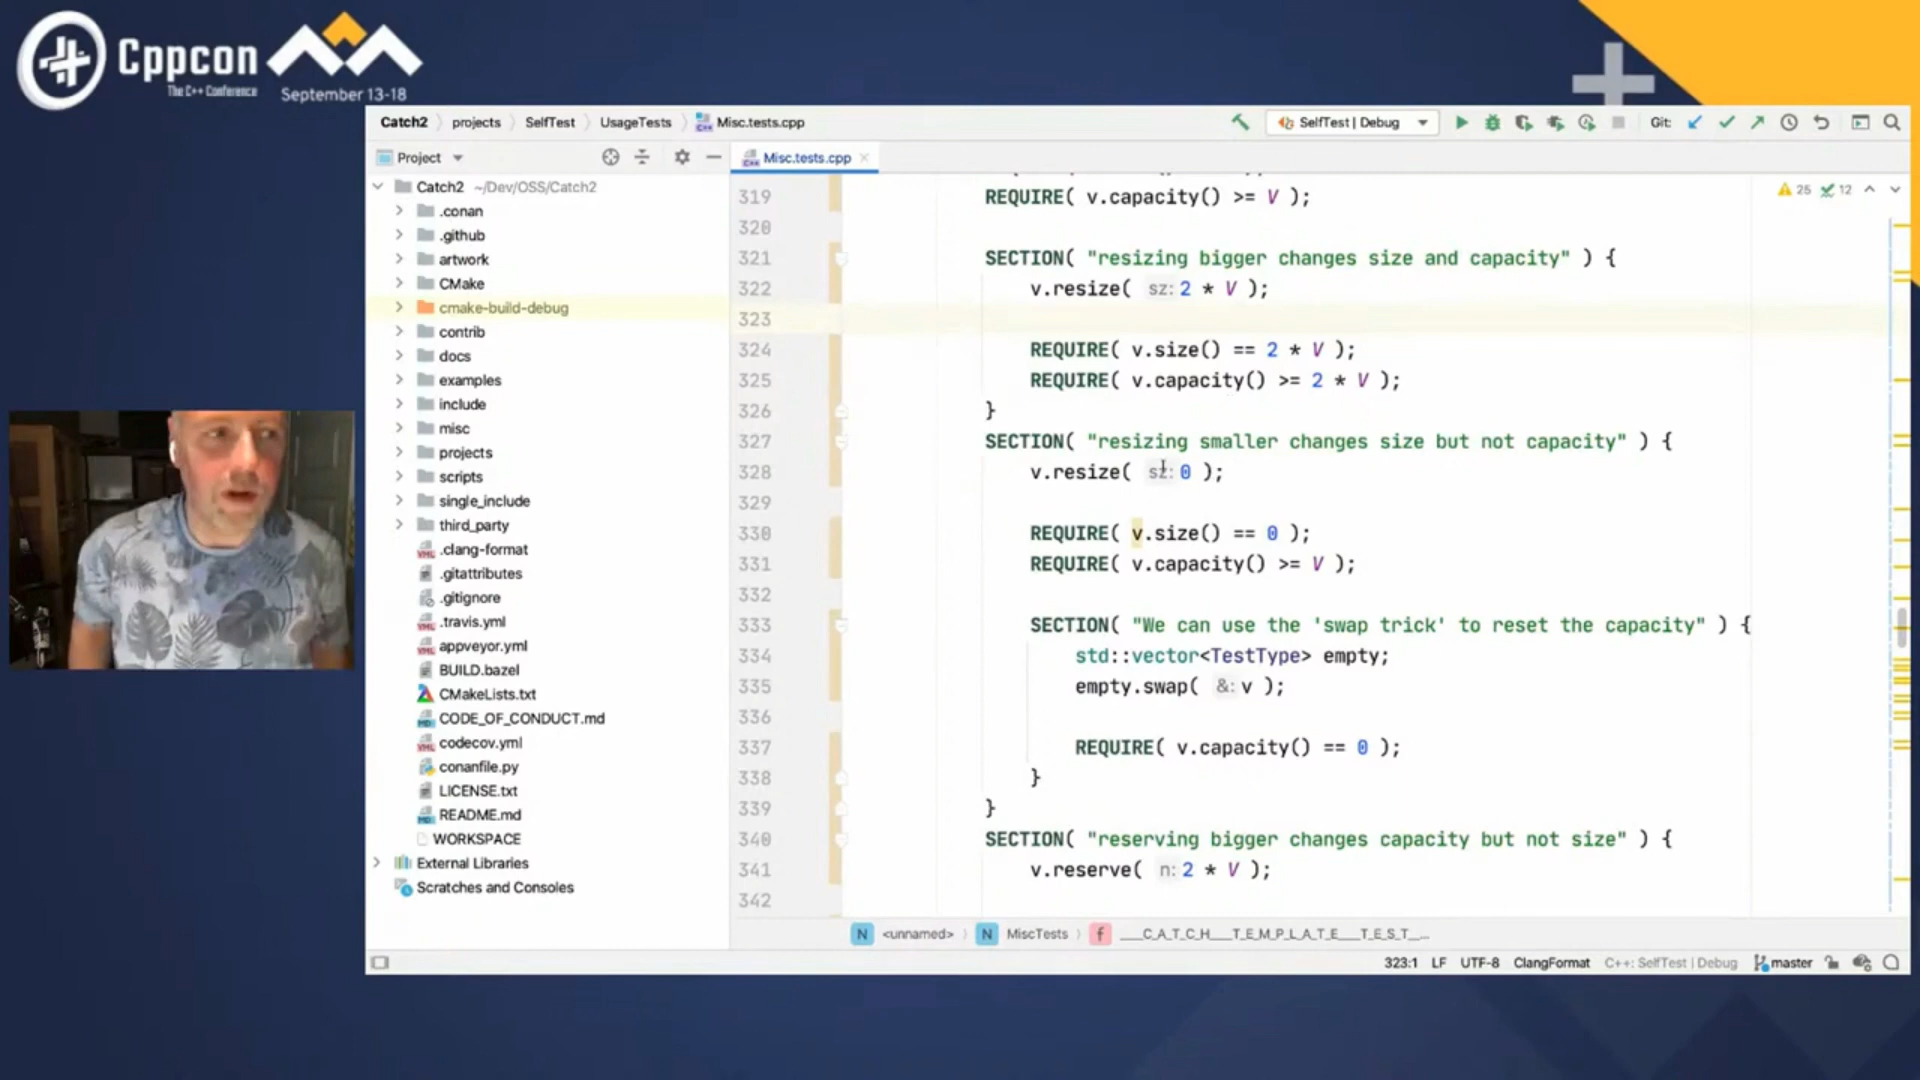 Cppcon
The C++ Conference
September 13-18
Catch2 projects SelfTest UsageTests Misc.tests.cpp
SelfTest | Debug
Git:
Project
Misc.tests.cpp
Catch2 ~/Dev/OSS/Catch2
.conan
.github
artwork
CMake
cmake-build-debug
contrib
docs
examples
include
misc
projects
scripts
single_include
third_party
.clang-format
.gitattributes
.gitignore
.travis.yml
appveyor.yml
BUILD.bazel
CMakeLists.txt
CODE_OF_CONDUCT.md
codecov.yml
conanfile.py
LICENSE.txt
README.md
WORKSPACE
External Libraries
Scratches and Consoles
25 12
319 REQUIRE( v.capacity() >= V );
320
321 SECTION( "resizing bigger changes size and capacity" ) {
322 v.resize( sz: 2 * V );
323
324 REQUIRE( v.size() == 2 * V );
325 REQUIRE( v.capacity() >= 2 * V );
326 }
327 SECTION( "resizing smaller changes size but not capacity" ) {
328 v.resize( sz: 0 );
329
330 REQUIRE( v.size() == 0 );
331 REQUIRE( v.capacity() >= V );
332
333 SECTION( "We can use the 'swap trick' to reset the capacity" ) {
334 std::vector<TestType> empty;
335 empty.swap( &: v );
336
337 REQUIRE( v.capacity() == 0 );
338 }
339 }
340 SECTION( "reserving bigger changes capacity but not size" ) {
341 v.reserve( n: 2 * V );
342
N <unnamed> N MiscTests f ___C_A_T_C_H___T_E_M_P_L_A_T_E___T_E_S_T__...
323:1 LF UTF-8 ClangFormat C++: SelfTest | Debug master